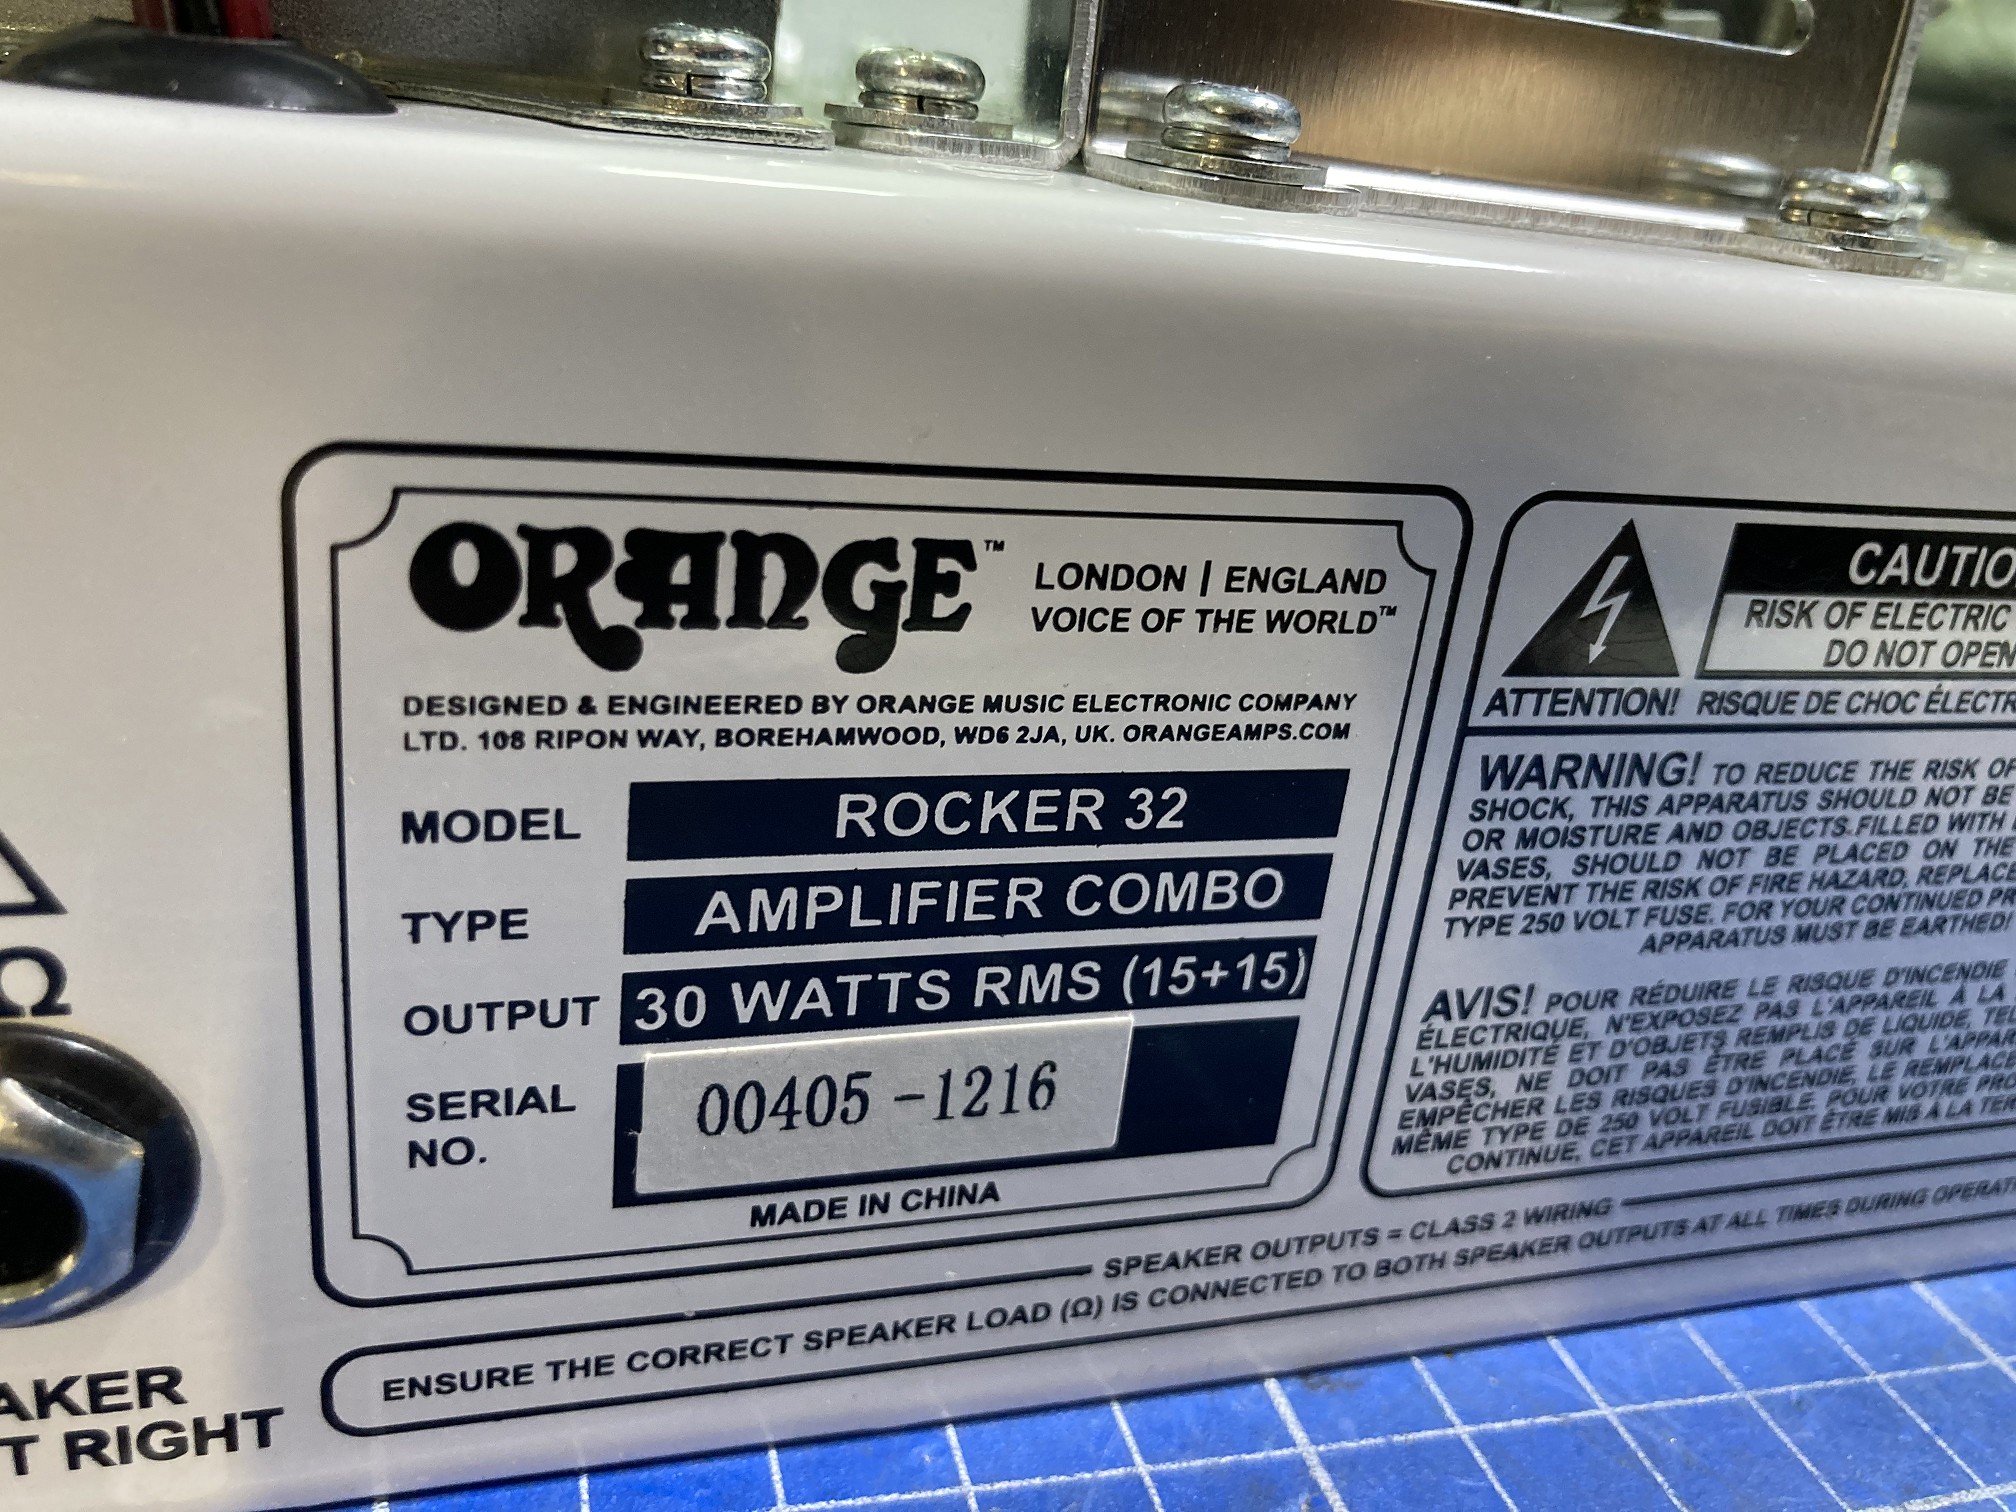 ORANGE™
LONDON | ENGLAND
VOICE OF THE WORLD™
DESIGNED & ENGINEERED BY ORANGE MUSIC ELECTRONIC COMPANY
LTD. 108 RIPON WAY, BOREHAMWOOD, WD6 2JA, UK. ORANGEAMPS.COM
MODEL ROCKER 32
TYPE AMPLIFIER COMBO
OUTPUT 30 WATTS RMS (15+15)
SERIAL NO. 00405-1216
MADE IN CHINA
CAUTIO
RISK OF ELECTRIC
DO NOT OPEN
ATTENTION! RISQUE DE CHOC ÉLECTR
WARNING! TO REDUCE THE RISK OF
SHOCK, THIS APPARATUS SHOULD NOT BE
OR MOISTURE AND OBJECTS FILLED WITH
VASES, SHOULD NOT BE PLACED ON THE
PREVENT THE RISK OF FIRE HAZARD, REPLACE
TYPE 250 VOLT FUSE. FOR YOUR CONTINUED PR
APPARATUS MUST BE EARTHED!
AVIS! POUR RÉDUIRE LE RISQUE D'INCENDIE
ÉLECTRIQUE, N'EXPOSEZ PAS L'APPAREIL À LA
L'HUMIDITÉ ET D'OBJETS REMPLIS DE LIQUIDE, TE
VASES, NE DOIT PAS ÊTRE PLACÉ SUR L'APPAR
EMPÊCHER LES RISQUES D'INCENDIE, LE REMPLAC
MÊME TYPE DE 250 VOLT FUSIBLE. POUR VOTRE PR
CONTINUE, CET APPAREIL DOIT ÊTRE MIS À LA TER
SPEAKER OUTPUTS = CLASS 2 WIRING
ENSURE THE CORRECT SPEAKER LOAD (Ω) IS CONNECTED TO BOTH SPEAKER OUTPUTS AT ALL TIMES DURING OPERAT
Ω
AKER
T RIGHT